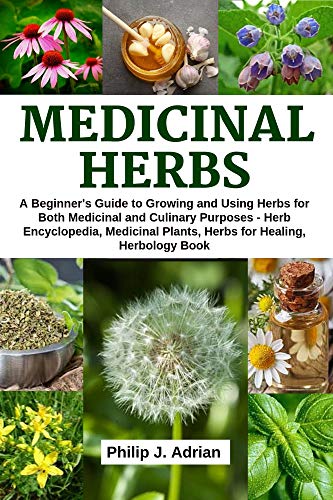 MEDICINAL
HERBS
A Beginner's Guide to Growing and Using Herbs for
Both Medicinal and Culinary Purposes - Herb
Encyclopedia, Medicinal Plants, Herbs for Healing,
Herbology Book
Philip J. Adrian